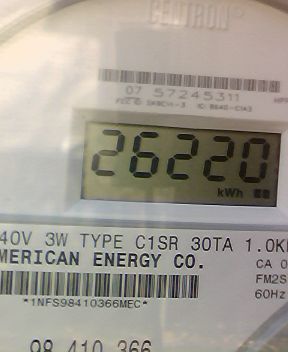 CENTRON®
07 57245311
26220
kWh
40V 3W TYPE C1SR 30TA 1.0K
MERICAN ENERGY CO.
CA 0
FM2S
60Hz
*1NFS98410366MEC*
98 410 366